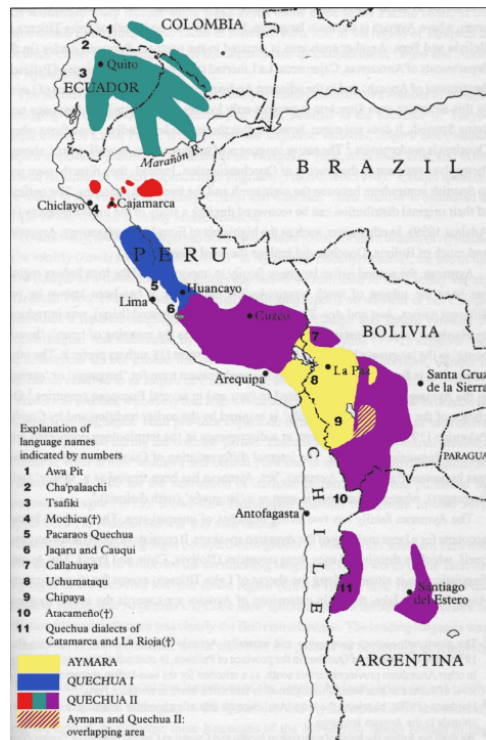 COLOMBIA
1
2
3
Quito
ECUADOR
Marañón R.
BRAZIL
Chiclayo
4
Cajamarca
PERU
5
Huancayo
Lima
6
Cuzco
7
BOLIVIA
La Paz
8
Arequipa
Santa Cruz
de la Sierra
9
PARAGUA
10
Antofagasta
CHILE
11
Santiago
del Estero
ARGENTINA
Explanation of
language names
indicated by numbers
1 Awa Pit
2 Cha'palaachi
3 Tsafiki
4 Mochica(†)
5 Pacaraos Quechua
6 Jaqaru and Cauqui
7 Callahuaya
8 Uchumataqu
9 Chipaya
10 Atacameño(†)
11 Quechua dialects of
Catamarca and La Rioja(†)
AYMARA
QUECHUA I
QUECHUA II
Aymara and Quechua II:
overlapping area